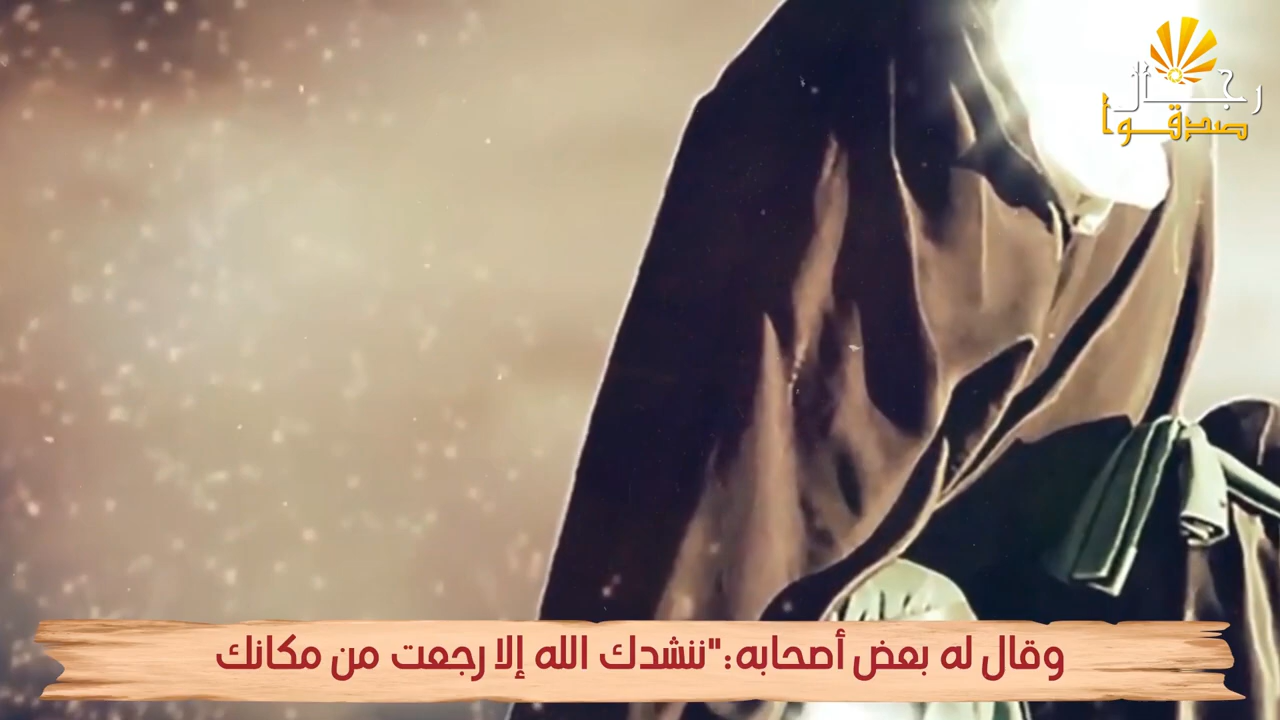 رجال
صدقوا
وقال له بعض أصحابه:"ننشدك الله إلا رجعت من مكانك